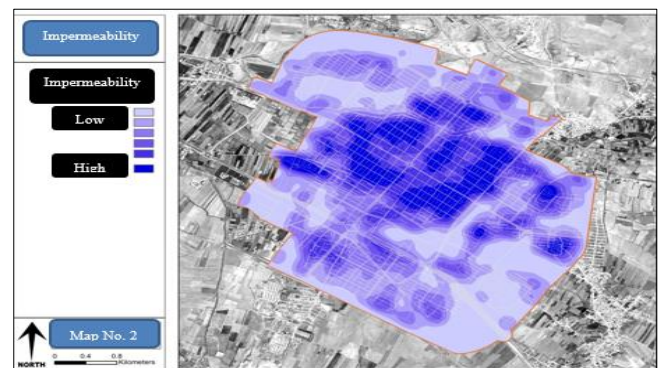 Impermeability
Impermeability
Low
High
Map No. 2
NORTH
0 0.4 0.8
Kilometers